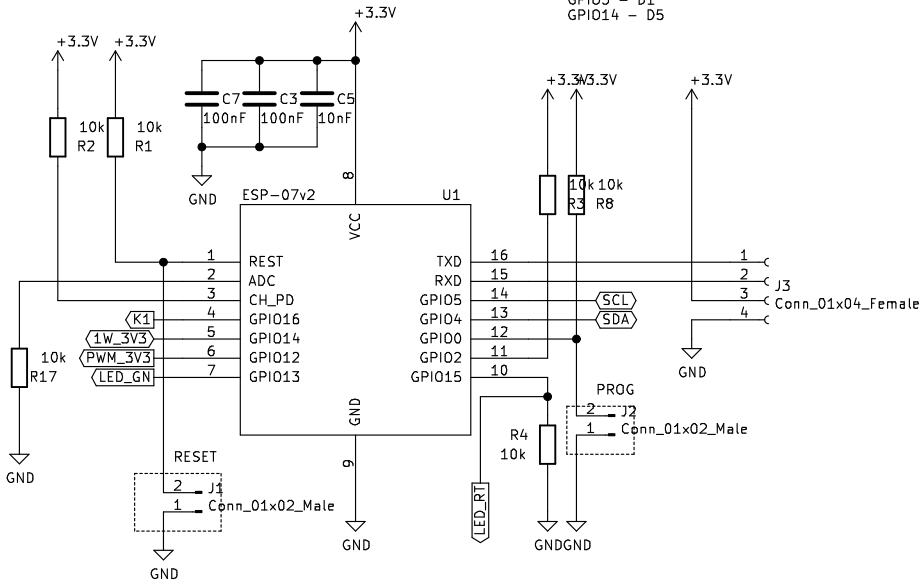 GPIO5 - D1
GPIO14 - D5
+3.3V
+3.3V
+3.3V
+3.3V
+3.3V
+3.3V
10k
R2
10k
R1
C7
100nF
C3
100nF
C5
10nF
GND
8
10k
R3
10k
R8
ESP-07v2
U1
VCC
1
REST
2
ADC
3
CH_PD
4
GPIO16
5
GPIO14
6
GPIO12
7
GPIO13
TXD
16
RXD
15
GPIO5
14
GPIO4
13
GPIO0
12
GPIO2
11
GPIO15
10
GND
9
K1
1W_3V3
PWM_3V3
LED_GN
SCL
SDA
1
2
3
4
J3
Conn_01x04_Female
GND
10k
R17
GND
RESET
2
1
J1
Conn_01x02_Male
GND
GND
R4
10k
LED_RT
PROG
2
1
J2
Conn_01x02_Male
GND
GND